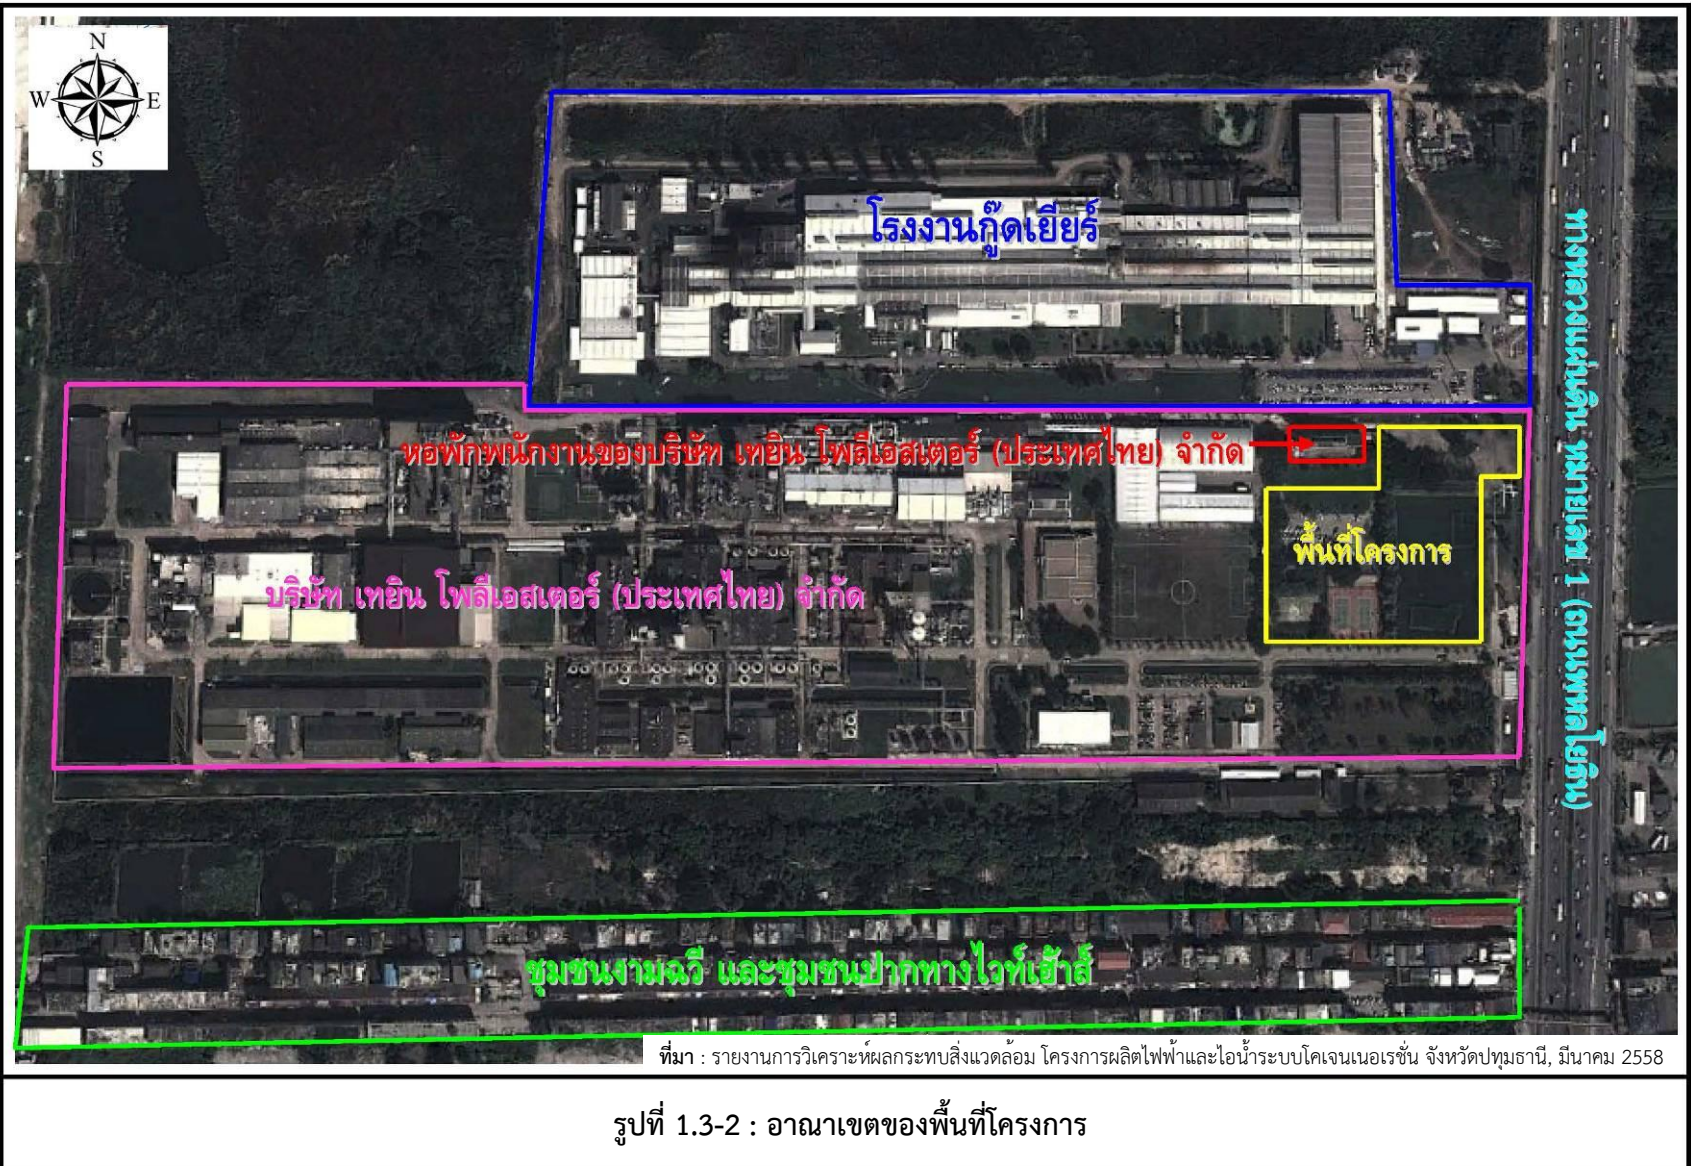 N
W E
S
โรงงานกู๊ดเยียร์
ทางหลวงแผ่นดิน หมายเลข 1 (ถนนพหลโยธิน)
หอพักพนักงานของบริษัท เทยิน โพลีเอสเตอร์ (ประเทศไทย) จำกัด
พื้นที่โครงการ
บริษัท เทยิน โพลีเอสเตอร์ (ประเทศไทย) จำกัด
ชุมชนงามฉวี และชุมชนปากทางไวท์เฮ้าส์
ที่มา : รายงานการวิเคราะห์ผลกระทบสิ่งแวดล้อม โครงการผลิตไฟฟ้าและไอน้ำระบบโคเจนเนอเรชั่น จังหวัดปทุมธานี, มีนาคม 2558
รูปที่ 1.3-2 : อาณาเขตของพื้นที่โครงการ